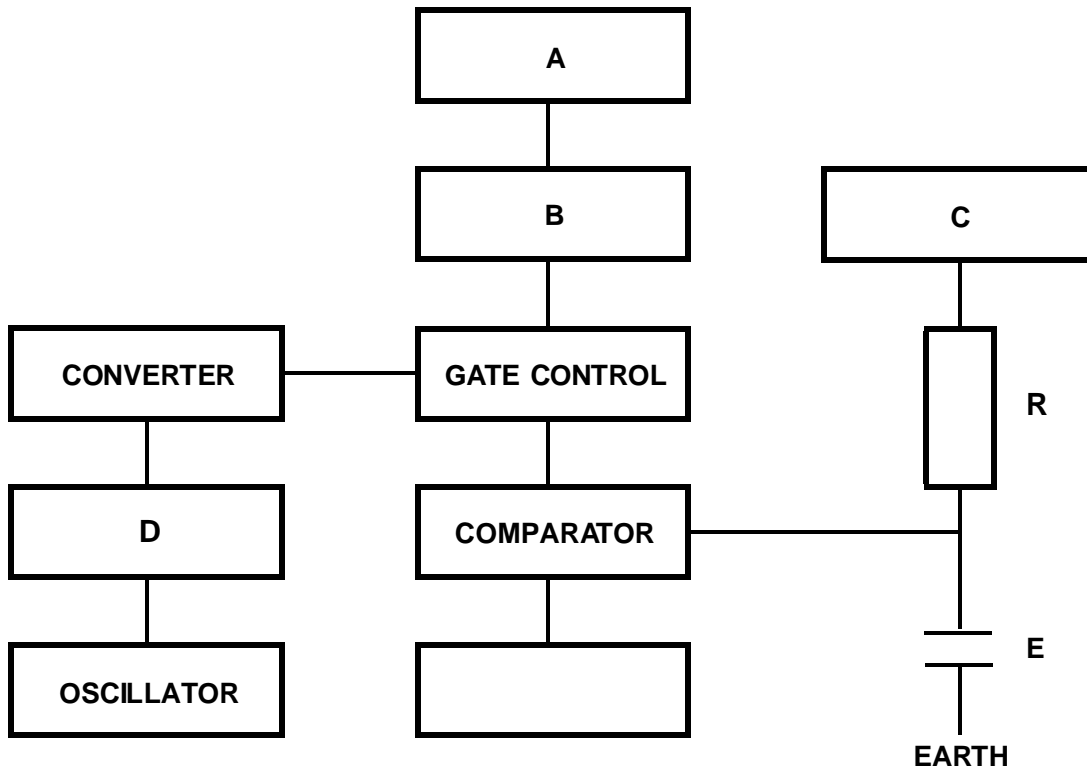 A
B
C
CONVERTER
GATE CONTROL
R
D
COMPARATOR
E
OSCILLATOR
EARTH